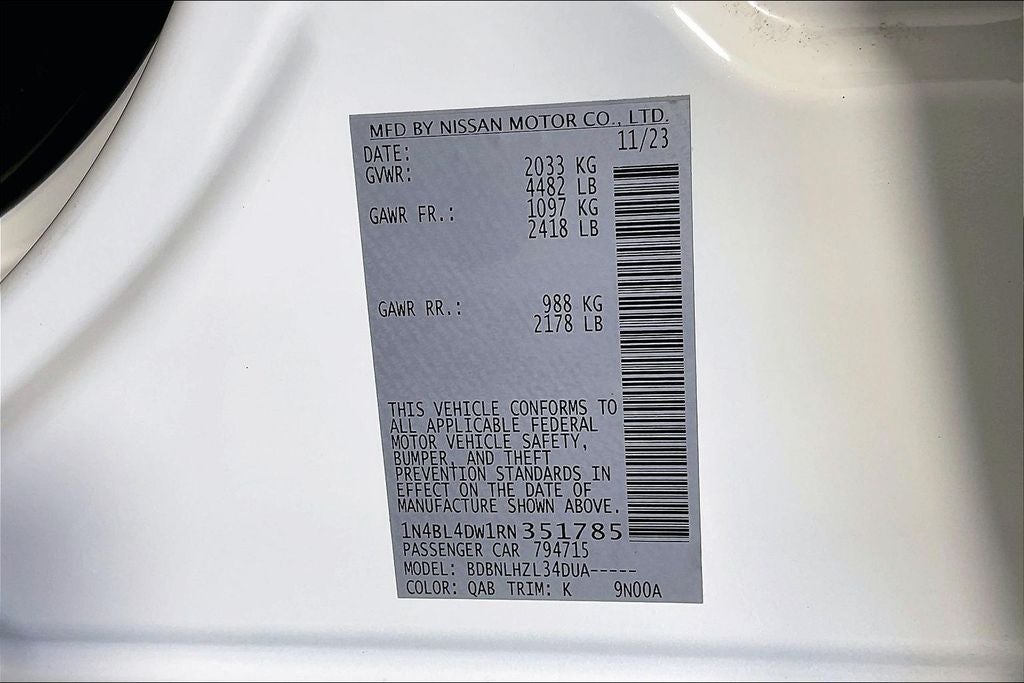 MFD BY NISSAN MOTOR CO., LTD.
DATE: 11/23
GVWR: 2033 KG
4482 LB
GAWR FR.: 1097 KG
2418 LB
GAWR RR.: 988 KG
2178 LB
THIS VEHICLE CONFORMS TO
ALL APPLICABLE FEDERAL
MOTOR VEHICLE SAFETY,
BUMPER, AND THEFT
PREVENTION STANDARDS IN
EFFECT ON THE DATE OF
MANUFACTURE SHOWN ABOVE.
1N4BL4DW1RN351785
PASSENGER CAR 794715
MODEL: BDBNLHZL34DUA-----
COLOR: QAB TRIM: K 9N00A